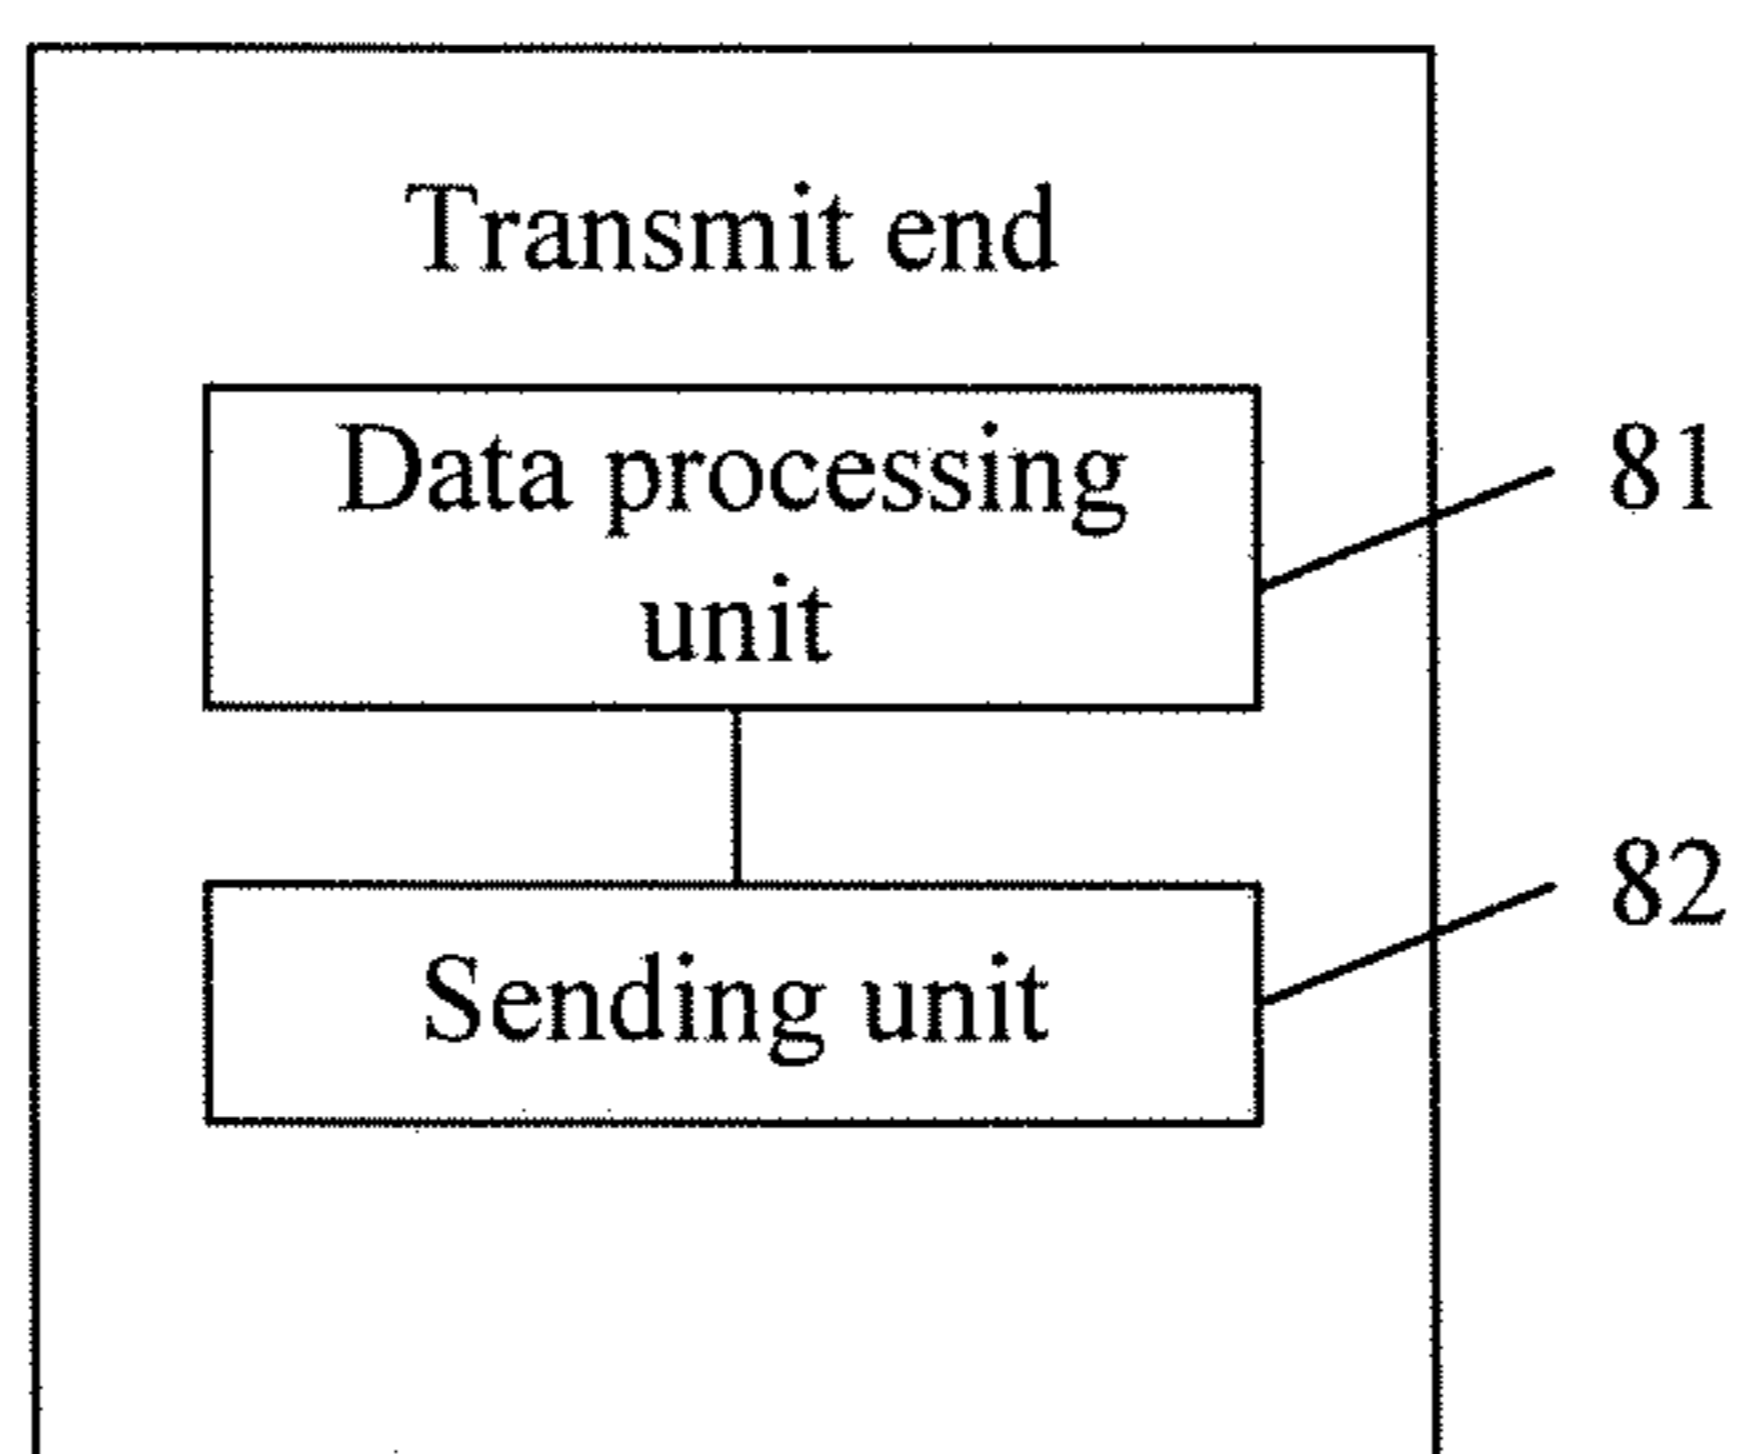 Transmit end
Data processing
unit
81
Sending unit
82